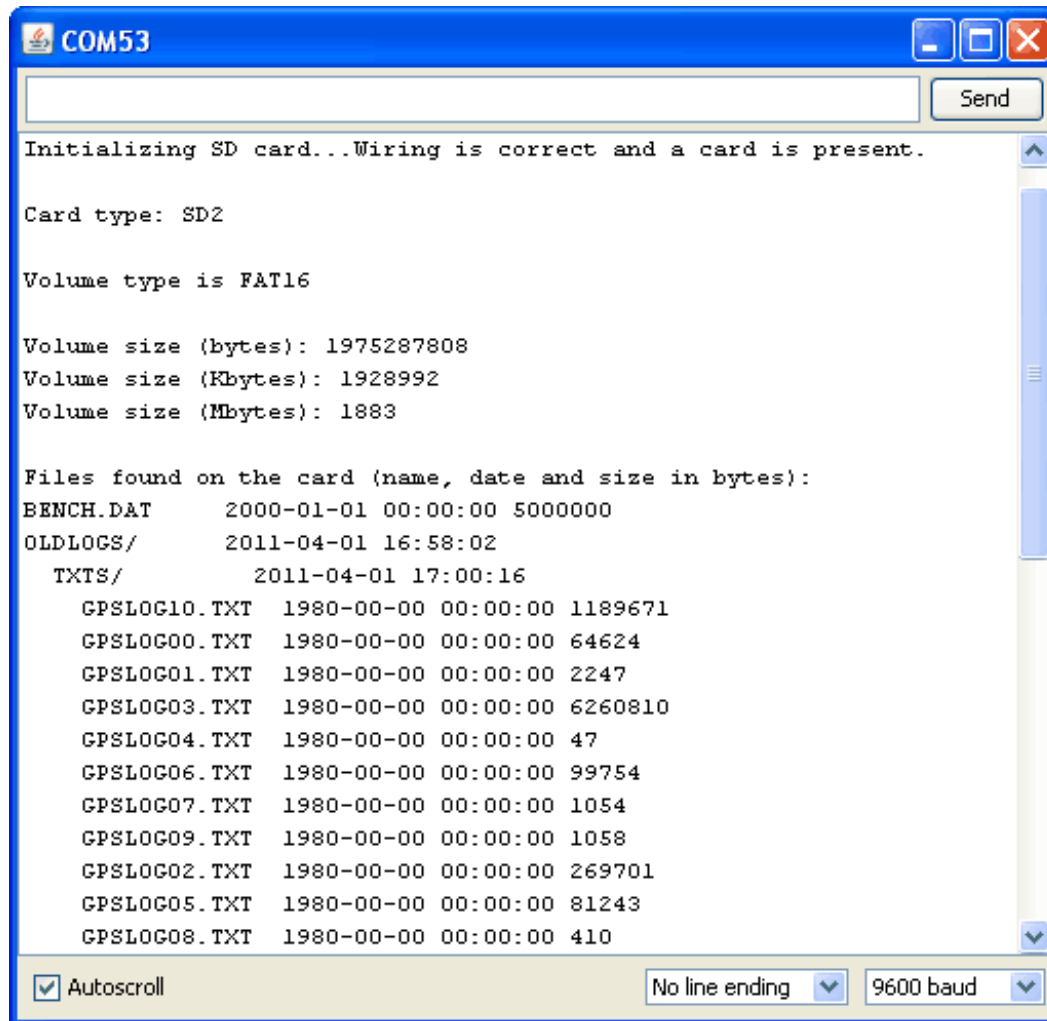 COM53
Send
Initializing SD card...Wiring is correct and a card is present.
Card type: SD2
Volume type is FAT16
Volume size (bytes): 1975287808
Volume size (Kbytes): 1928992
Volume size (Mbytes): 1883
Files found on the card (name, date and size in bytes):
BENCH.DAT     2000-01-01 00:00:00 5000000
OLDLOGS/      2011-04-01 16:58:02
  TXTS/         2011-04-01 17:00:16
    GPSLOG10.TXT  1980-00-00 00:00:00 1189671
    GPSLOG00.TXT  1980-00-00 00:00:00 64624
    GPSLOG01.TXT  1980-00-00 00:00:00 2247
    GPSLOG03.TXT  1980-00-00 00:00:00 6260810
    GPSLOG04.TXT  1980-00-00 00:00:00 47
    GPSLOG06.TXT  1980-00-00 00:00:00 99754
    GPSLOG07.TXT  1980-00-00 00:00:00 1054
    GPSLOG09.TXT  1980-00-00 00:00:00 1058
    GPSLOG02.TXT  1980-00-00 00:00:00 269701
    GPSLOG05.TXT  1980-00-00 00:00:00 81243
    GPSLOG08.TXT  1980-00-00 00:00:00 410
Autoscroll
No line ending
9600 baud